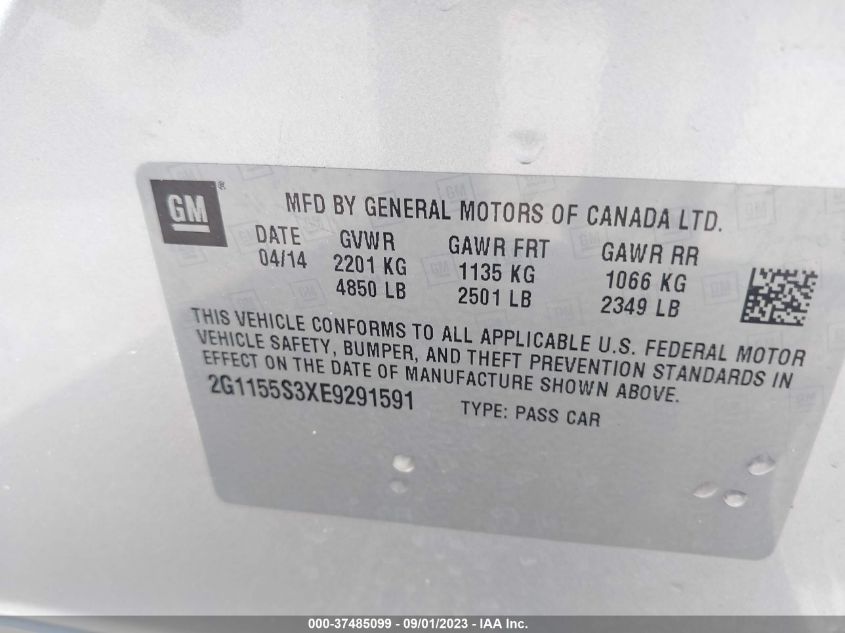 GM ®
MFD BY GENERAL MOTORS OF CANADA LTD.
DATE GVWR GAWR FRT GAWR RR
04/14 2201 KG 1135 KG 1066 KG
4850 LB 2501 LB 2349 LB
THIS VEHICLE CONFORMS TO ALL APPLICABLE U.S. FEDERAL MOTOR
VEHICLE SAFETY, BUMPER, AND THEFT PREVENTION STANDARDS IN
EFFECT ON THE DATE OF MANUFACTURE SHOWN ABOVE.
2G1155S3XE9291591 TYPE: PASS CAR
000-37485099 - 09/01/2023 - IAA Inc.